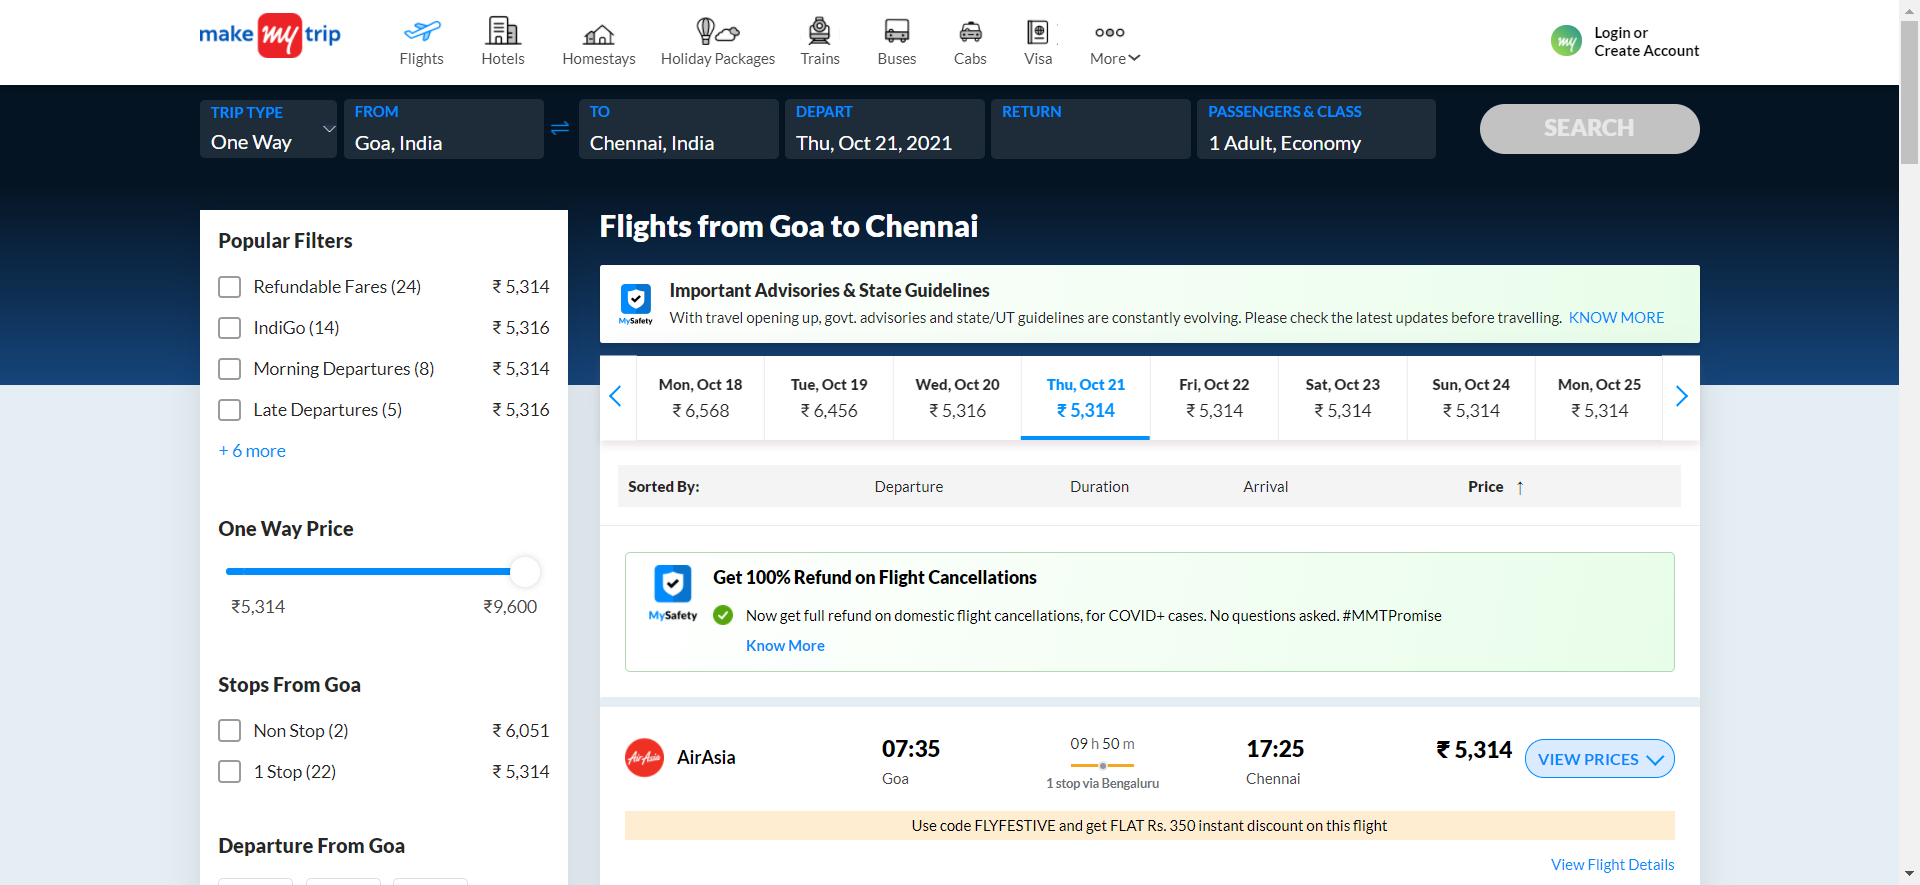 make my trip
Flights
Hotels
Homestays
Holiday Packages
Trains
Buses
Cabs
Visa
More
my
Login or
Create Account
TRIP TYPE
One Way
FROM
Goa, India
TO
Chennai, India
DEPART
Thu, Oct 21, 2021
RETURN
PASSENGERS & CLASS
1 Adult, Economy
SEARCH
Popular Filters
Refundable Fares (24) ₹ 5,314
IndiGo (14) ₹ 5,316
Morning Departures (8) ₹ 5,314
Late Departures (5) ₹ 5,316
+ 6 more
One Way Price
₹5,314 ₹9,600
Stops From Goa
Non Stop (2) ₹ 6,051
1 Stop (22) ₹ 5,314
Departure From Goa
Flights from Goa to Chennai
MySafety
Important Advisories & State Guidelines
With travel opening up, govt. advisories and state/UT guidelines are constantly evolving. Please check the latest updates before travelling. KNOW MORE
Mon, Oct 18
₹ 6,568
Tue, Oct 19
₹ 6,456
Wed, Oct 20
₹ 5,316
Thu, Oct 21
₹ 5,314
Fri, Oct 22
₹ 5,314
Sat, Oct 23
₹ 5,314
Sun, Oct 24
₹ 5,314
Mon, Oct 25
₹ 5,314
Sorted By: Departure Duration Arrival Price ↑
MySafety
Get 100% Refund on Flight Cancellations
Now get full refund on domestic flight cancellations, for COVID+ cases. No questions asked. #MMTPromise
Know More
AirAsia
AirAsia
07:35
Goa
09 h 50 m
1 stop via Bengaluru
17:25
Chennai
₹ 5,314
VIEW PRICES
Use code FLYFESTIVE and get FLAT Rs. 350 instant discount on this flight
View Flight Details